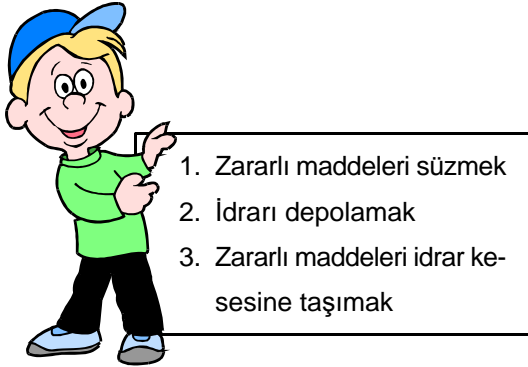 1. Zararlı maddeleri süzmek
2. İdrarı depolamak
3. Zararlı maddeleri idrar ke-
sesine taşımak